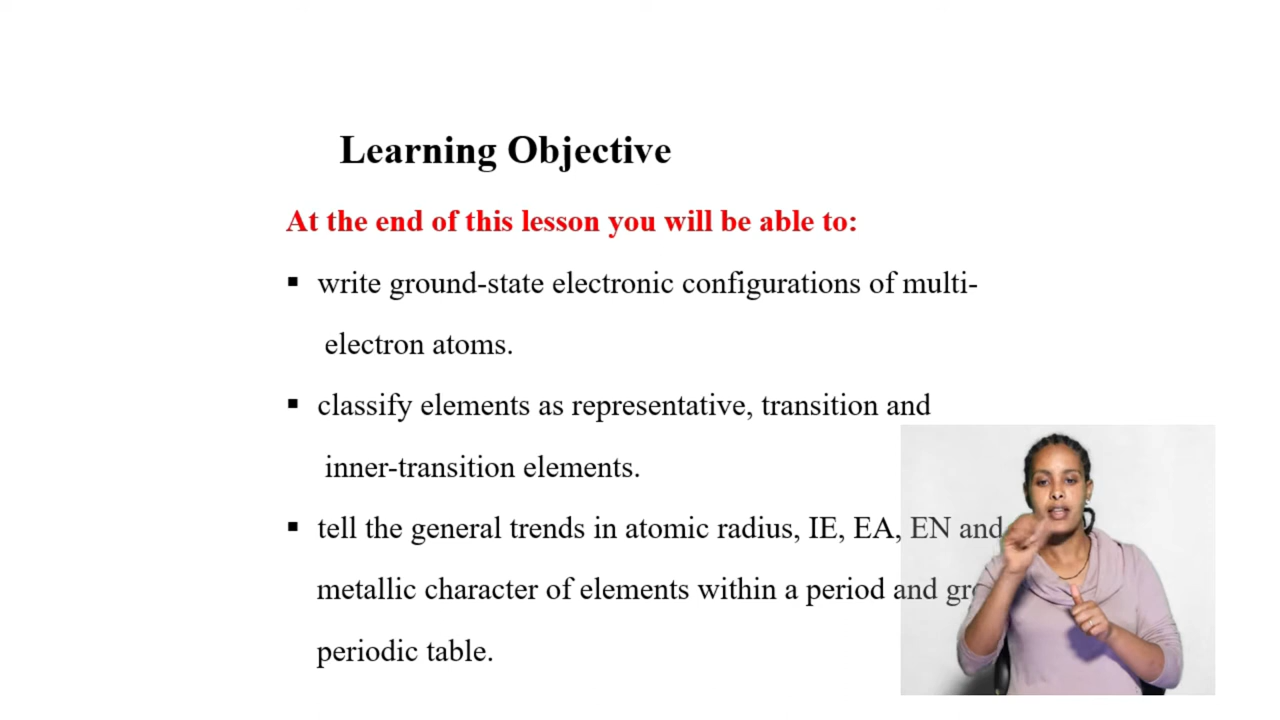 Learning Objective
At the end of this lesson you will be able to:
▪ write ground-state electronic configurations of multi-
electron atoms.
▪ classify elements as representative, transition and
inner-transition elements.
▪ tell the general trends in atomic radius, IE, EA, EN and
metallic character of elements within a period and
periodic table.